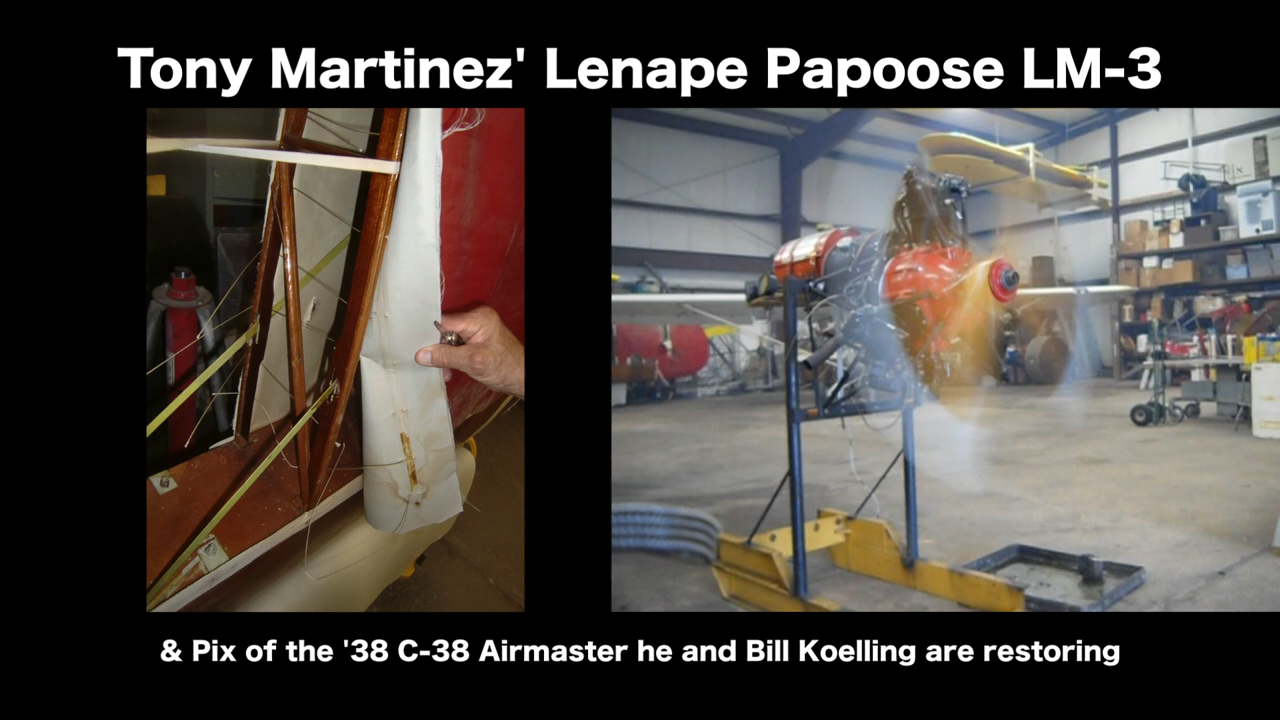 Tony Martinez' Lenape Papoose LM-3
& Pix of the '38 C-38 Airmaster he and Bill Koelling are restoring